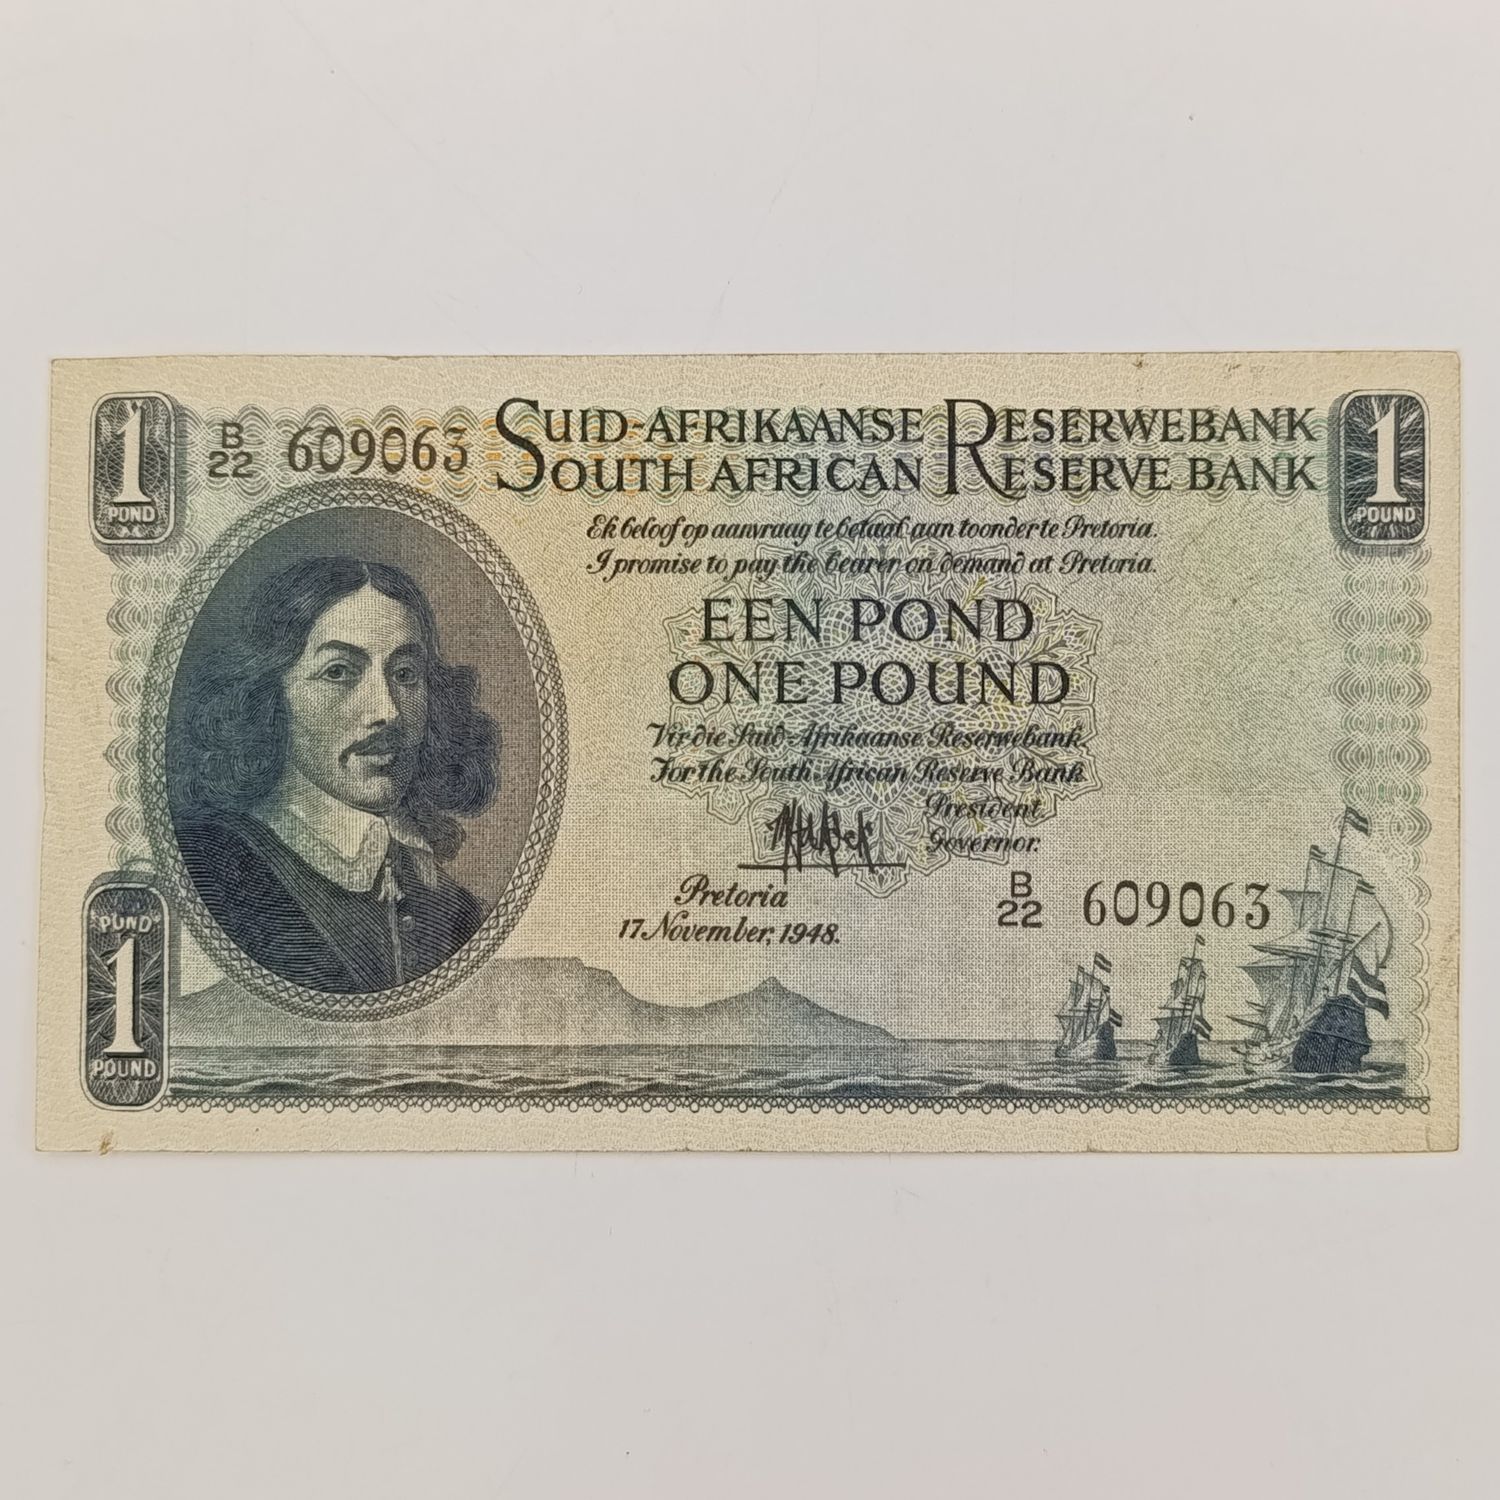 1
POND
B
22 609063
SUID-AFRIKAANSE RESERWEBANK
SOUTH AFRICAN RESERVE BANK
1
POUND
Ek beloof op aanvraag te betaal aan toonder te Pretoria.
I promise to pay the bearer on demand at Pretoria.
EEN POND
ONE POUND
Vir die Suid-Afrikaanse Reserwebank.
For the South African Reserve Bank
President
Governor.
Pretoria
17 November, 1948.
B
22 609063
POND
1
POUND